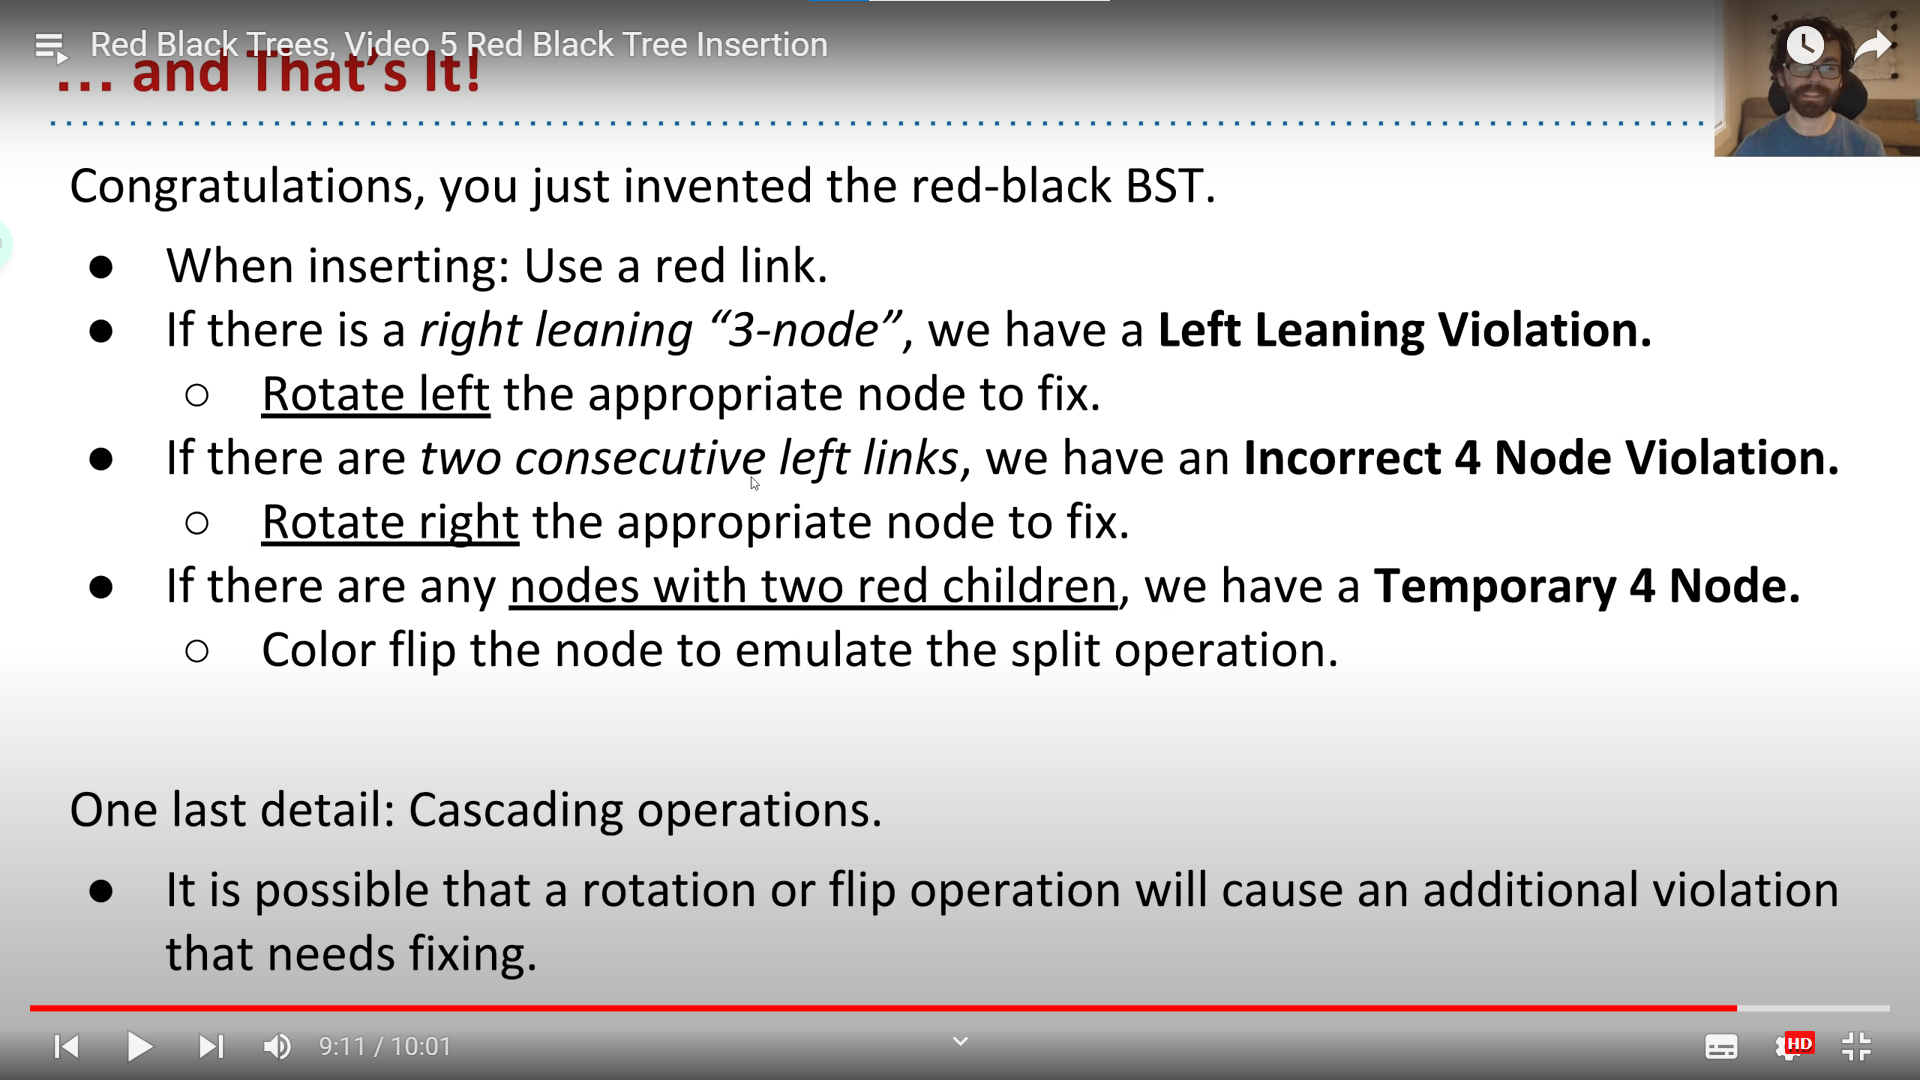 Red Black Trees, Video 5 Red Black Tree Insertion
... and That's It!
Congratulations, you just invented the red-black BST.
● When inserting: Use a red link.
● If there is a right leaning “3-node”, we have a Left Leaning Violation.
○ Rotate left the appropriate node to fix.
● If there are two consecutive left links, we have an Incorrect 4 Node Violation.
○ Rotate right the appropriate node to fix.
● If there are any nodes with two red children, we have a Temporary 4 Node.
○ Color flip the node to emulate the split operation.
One last detail: Cascading operations.
● It is possible that a rotation or flip operation will cause an additional violation
that needs fixing.
9:11 / 10:01
HD